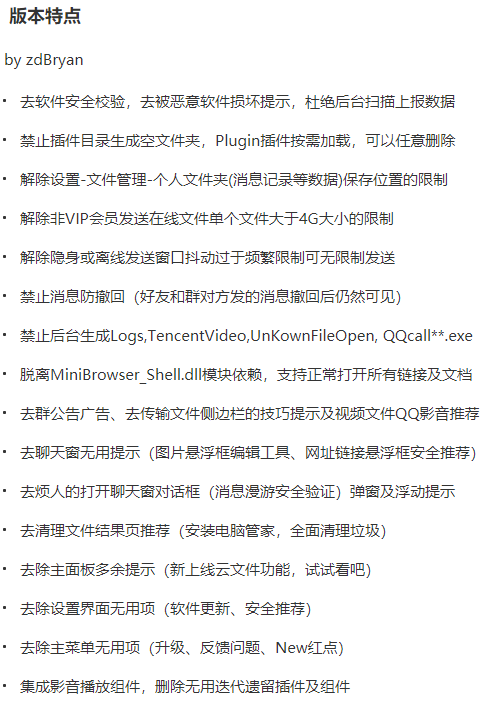 版本特点
by zdBryan
· 去软件安全校验，去被恶意软件损坏提示，杜绝后台扫描上报数据
· 禁止插件目录生成空文件夹，Plugin插件按需加载，可以任意删除
· 解除设置-文件管理-个人文件夹(消息记录等数据)保存位置的限制
· 解除非VIP会员发送在线文件单个文件大于4G大小的限制
· 解除隐身或离线发送窗口抖动过于频繁限制可无限制发送
· 禁止消息防撤回（好友和群对方发的消息撤回后仍然可见）
· 禁止后台生成Logs,TencentVideo,UnKownFileOpen, QQcall**.exe
· 脱离MiniBrowser_Shell.dll模块依赖，支持正常打开所有链接及文档
· 去群公告广告、去传输文件侧边栏的技巧提示及视频文件QQ影音推荐
· 去聊天窗无用提示（图片悬浮框编辑工具、网址链接悬浮框安全推荐）
· 去烦人的打开聊天窗对话框（消息漫游安全验证）弹窗及浮动提示
· 去清理文件结果页推荐（安装电脑管家，全面清理垃圾）
· 去除主面板多余提示（新上线云文件功能，试试看吧）
· 去除设置界面无用项（软件更新、安全推荐）
· 去除主菜单无用项（升级、反馈问题、New红点）
· 集成影音播放组件，删除无用迭代遗留插件及组件